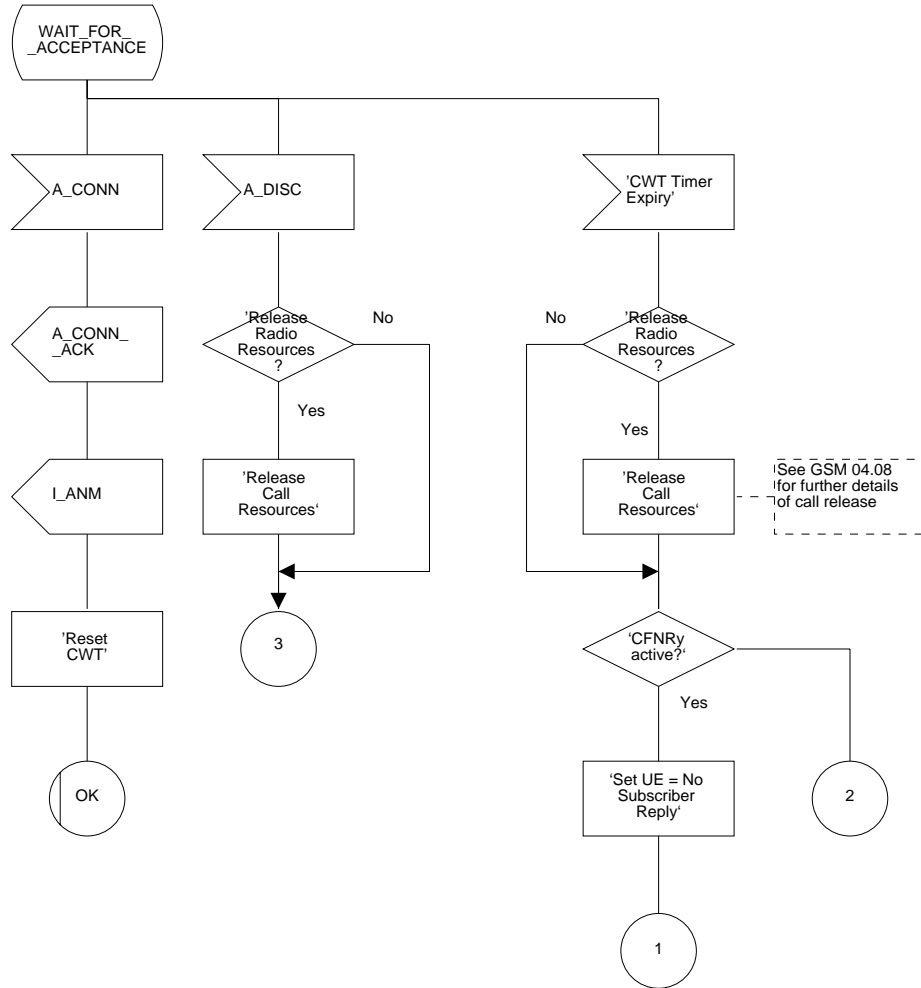 WAIT_FOR_
_ACCEPTANCE
A_CONN
A_DISC
'CWT Timer
Expiry'
A_CONN_
_ACK
'Release
Radio
Resources
?
No
Yes
No
'Release
Radio
Resources
?
Yes
I_ANM
'Release
Call
Resources‘
'Release
Call
Resources‘
See GSM 04.08
for further details
of call release
'Reset
CWT'
3
'CFNRy
active?‘
Yes
OK
‘Set UE = No
Subscriber
Reply‘
2
1